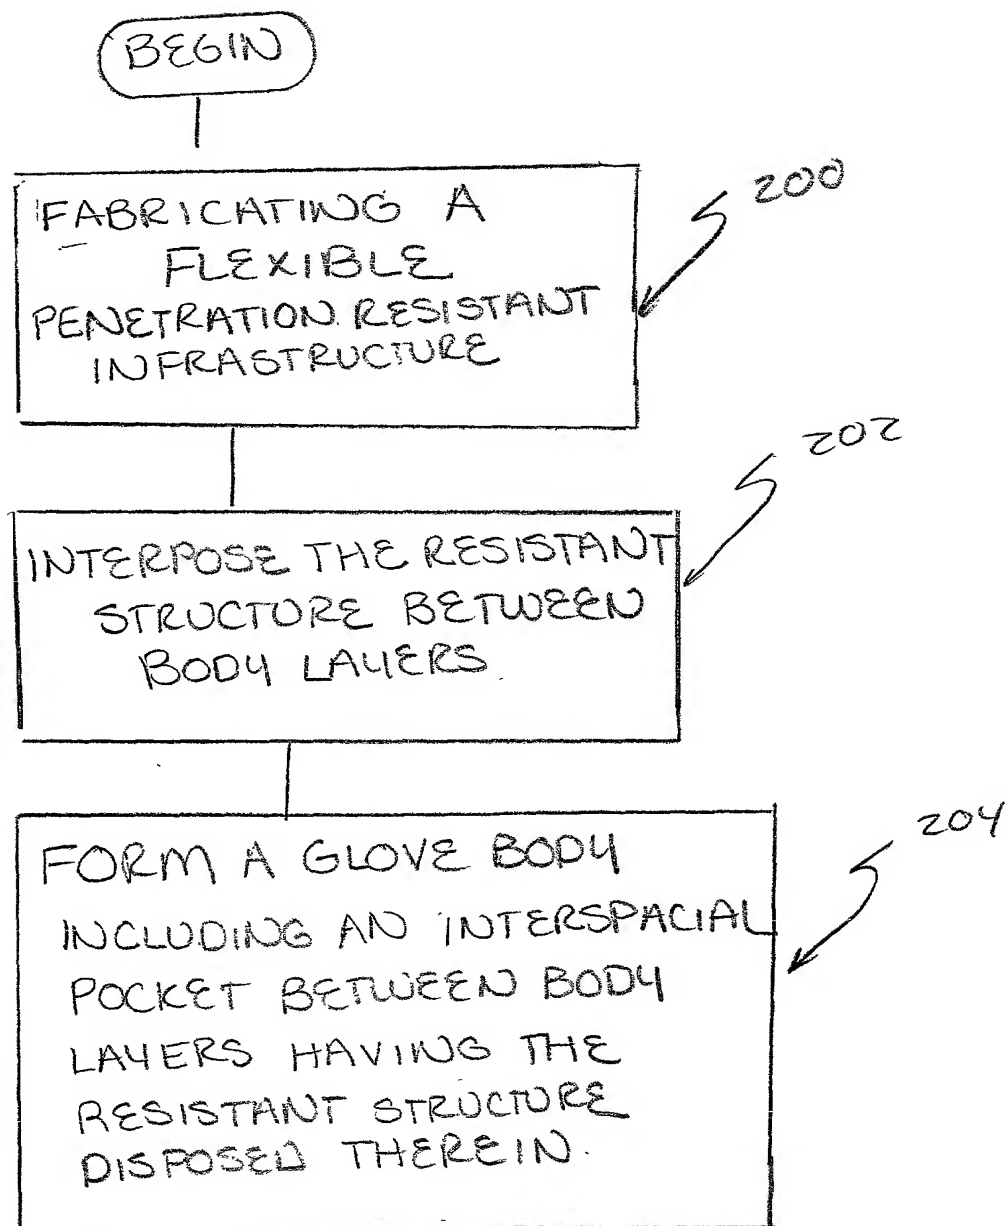 BEGIN
FABRICATING A
FLEXIBLE
PENETRATION RESISTANT
INFRASTRUCTURE
200
INTERPOSE THE RESISTANT
STRUCTURE BETWEEN
BODY LAYERS.
202
FORM A GLOVE BODY
INCLUDING AN INTERSPACIAL
POCKET BETWEEN BODY
LAYERS HAVING THE
RESISTANT STRUCTURE
DISPOSED THEREIN.
204